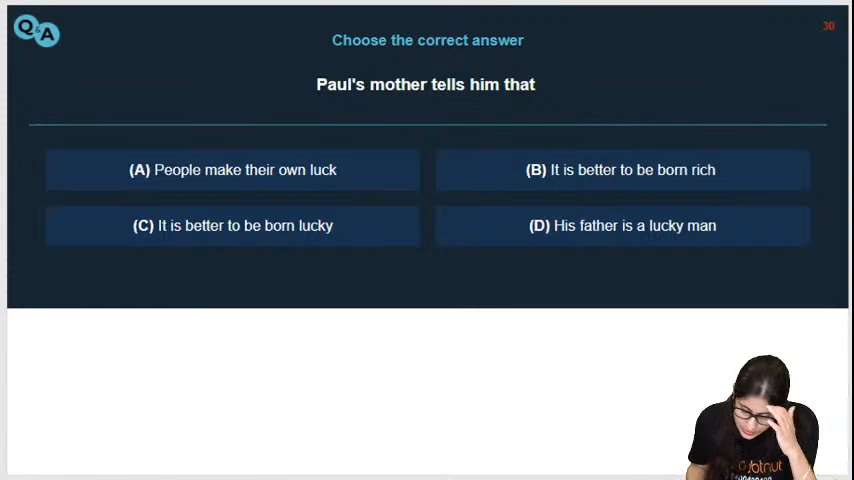 Q & A
30
Choose the correct answer
Paul's mother tells him that
(A) People make their own luck
(B) It is better to be born rich
(C) It is better to be born lucky
(D) His father is a lucky man